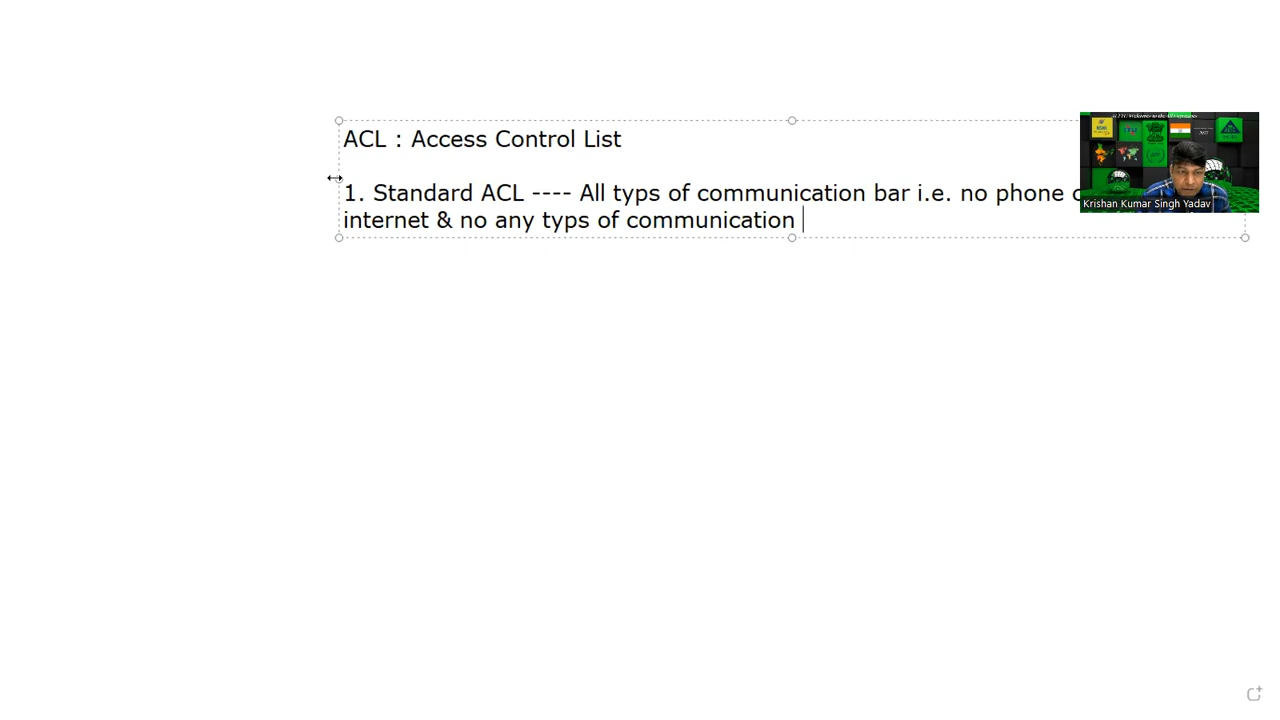 ACL : Access Control List
1. Standard ACL ---- All typs of communication bar i.e. no phone
internet & no any typs of communication
Krishan Kumar Singh Yadav